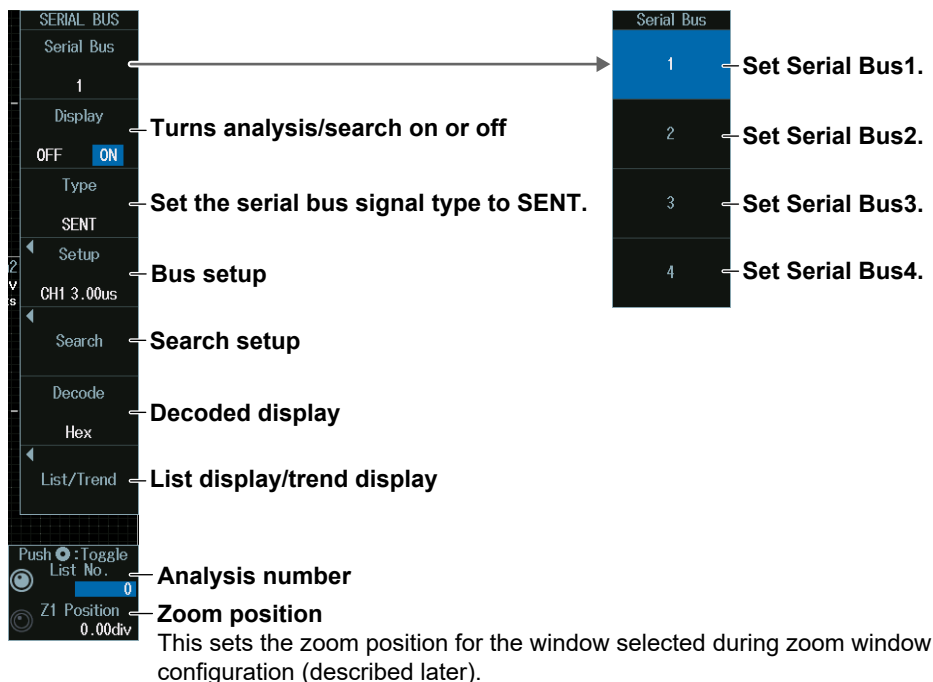 SERIAL BUS
Serial Bus
1
Display
OFF ON
Type
SENT
Setup
CH1 3.00us
Search
Decode
Hex
List/Trend
Push :Toggle
List No.
0
Z1 Position
0.00div
Turns analysis/search on or off
Set the serial bus signal type to SENT.
Bus setup
Search setup
Decoded display
List display/trend display
Analysis number
Zoom position
This sets the zoom position for the window selected during zoom window
configuration (described later).
Serial Bus
1
Set Serial Bus1.
2
Set Serial Bus2.
3
Set Serial Bus3.
4
Set Serial Bus4.